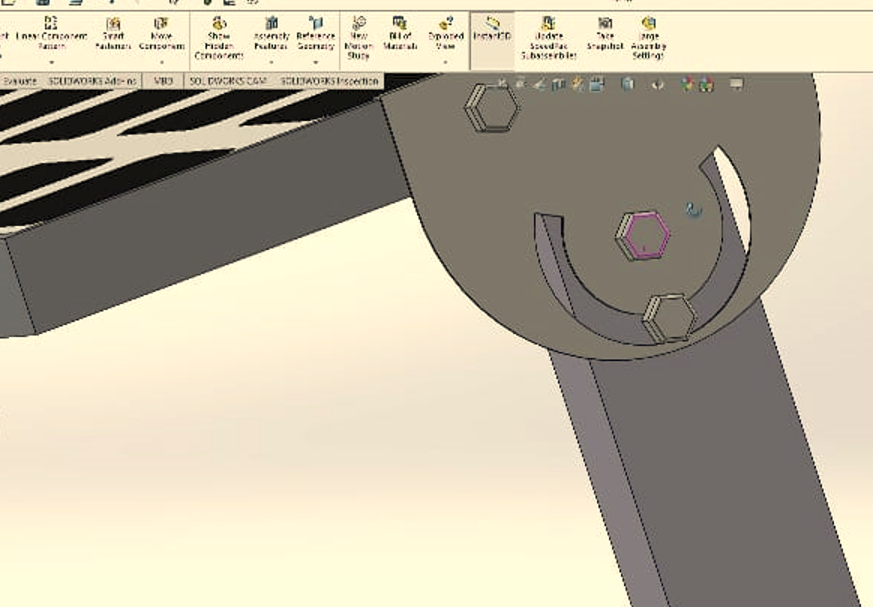 Linear Component
Pattern
Smart
Fasteners
Move
Component
Show
Hidden
Components
Assembly
Features
Reference
Geometry
New
Motion
Study
Bill of
Materials
Exploded
View
Instant3D
Update
SpeedPak
Subassemblies
Take
Snapshot
Large
Assembly
Settings
Evaluate
SOLIDWORKS Add-Ins
MBD
SOLIDWORKS CAM
SOLIDWORKS Inspection